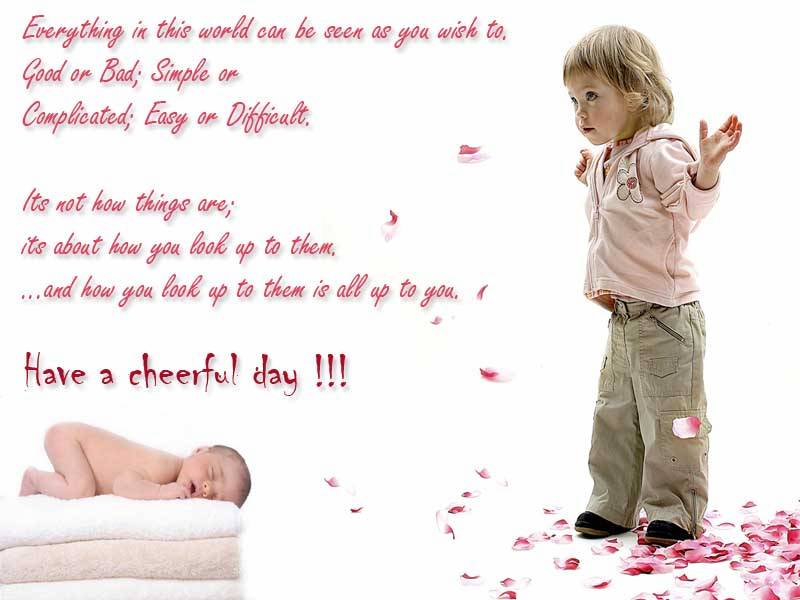 Everything in this world can be seen as you wish to.
Good or Bad; Simple or
Complicated; Easy or Difficult.
Its not how things are;
its about how you look up to them.
...and how you look up to them is all up to you.
Have a cheerful day !!!